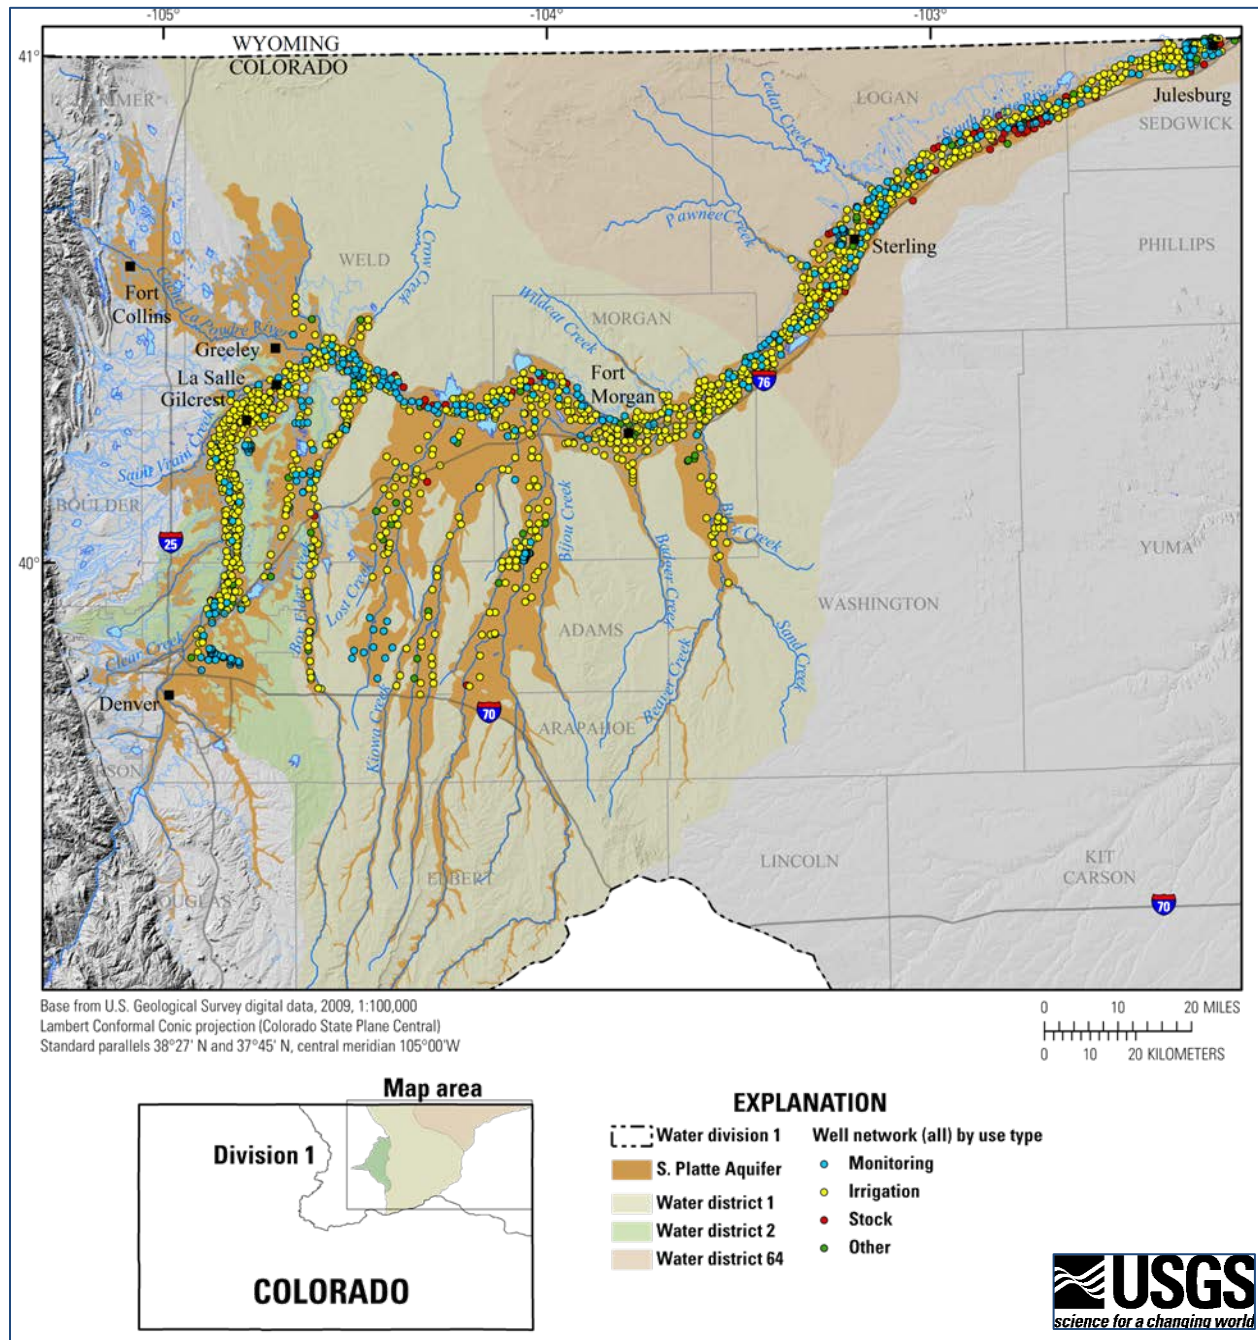 -105°
-104°
-103°
41°
WYOMING
COLORADO
Cedar Creek
LOGAN
South Platte River
Julesburg
SEDGWICK
Pawnee Creek
Sterling
PHILLIPS
WELD
Crow Creek
Fort
Collins
Cache La Poudre River
Wildcat Creek
MORGAN
Greeley
La Salle
Gilcrest
Fort
Morgan
76
Saint Vrain Creek
BOULDER
25
Bijou Creek
YUMA
40°
Box Elder Creek
Lost Creek
Badger Creek
WASHINGTON
ADAMS
Sand Creek
Clear Creek
Beaver Creek
Denver
70
ARAPAHOE
Kiowa Creek
LINCOLN
KIT
CARSON
ELBERT
70
Base from U.S. Geological Survey digital data, 2009, 1:100,000
Lambert Conformal Conic projection (Colorado State Plane Central)
Standard parallels 38°27' N and 37°45' N, central meridian 105°00'W
0 10 20 MILES
0 10 20 KILOMETERS
Map area
Division 1
COLORADO
EXPLANATION
Water division 1
S. Platte Aquifer
Water district 1
Water district 2
Water district 64
Well network (all) by use type
Monitoring
Irrigation
Stock
Other
USGS
science for a changing world